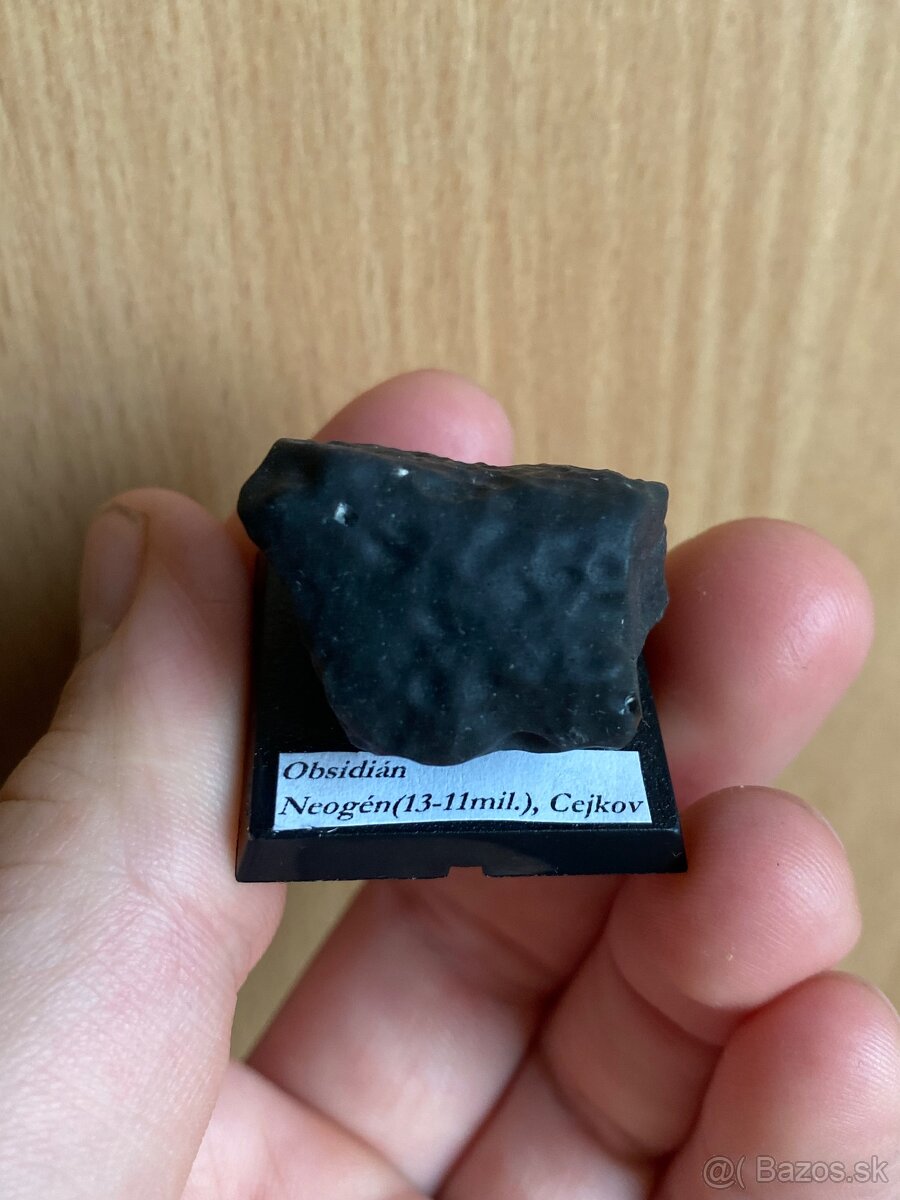 Obsidián
Neogén(13-11mil.), Cejkov
@( Bazos.sk